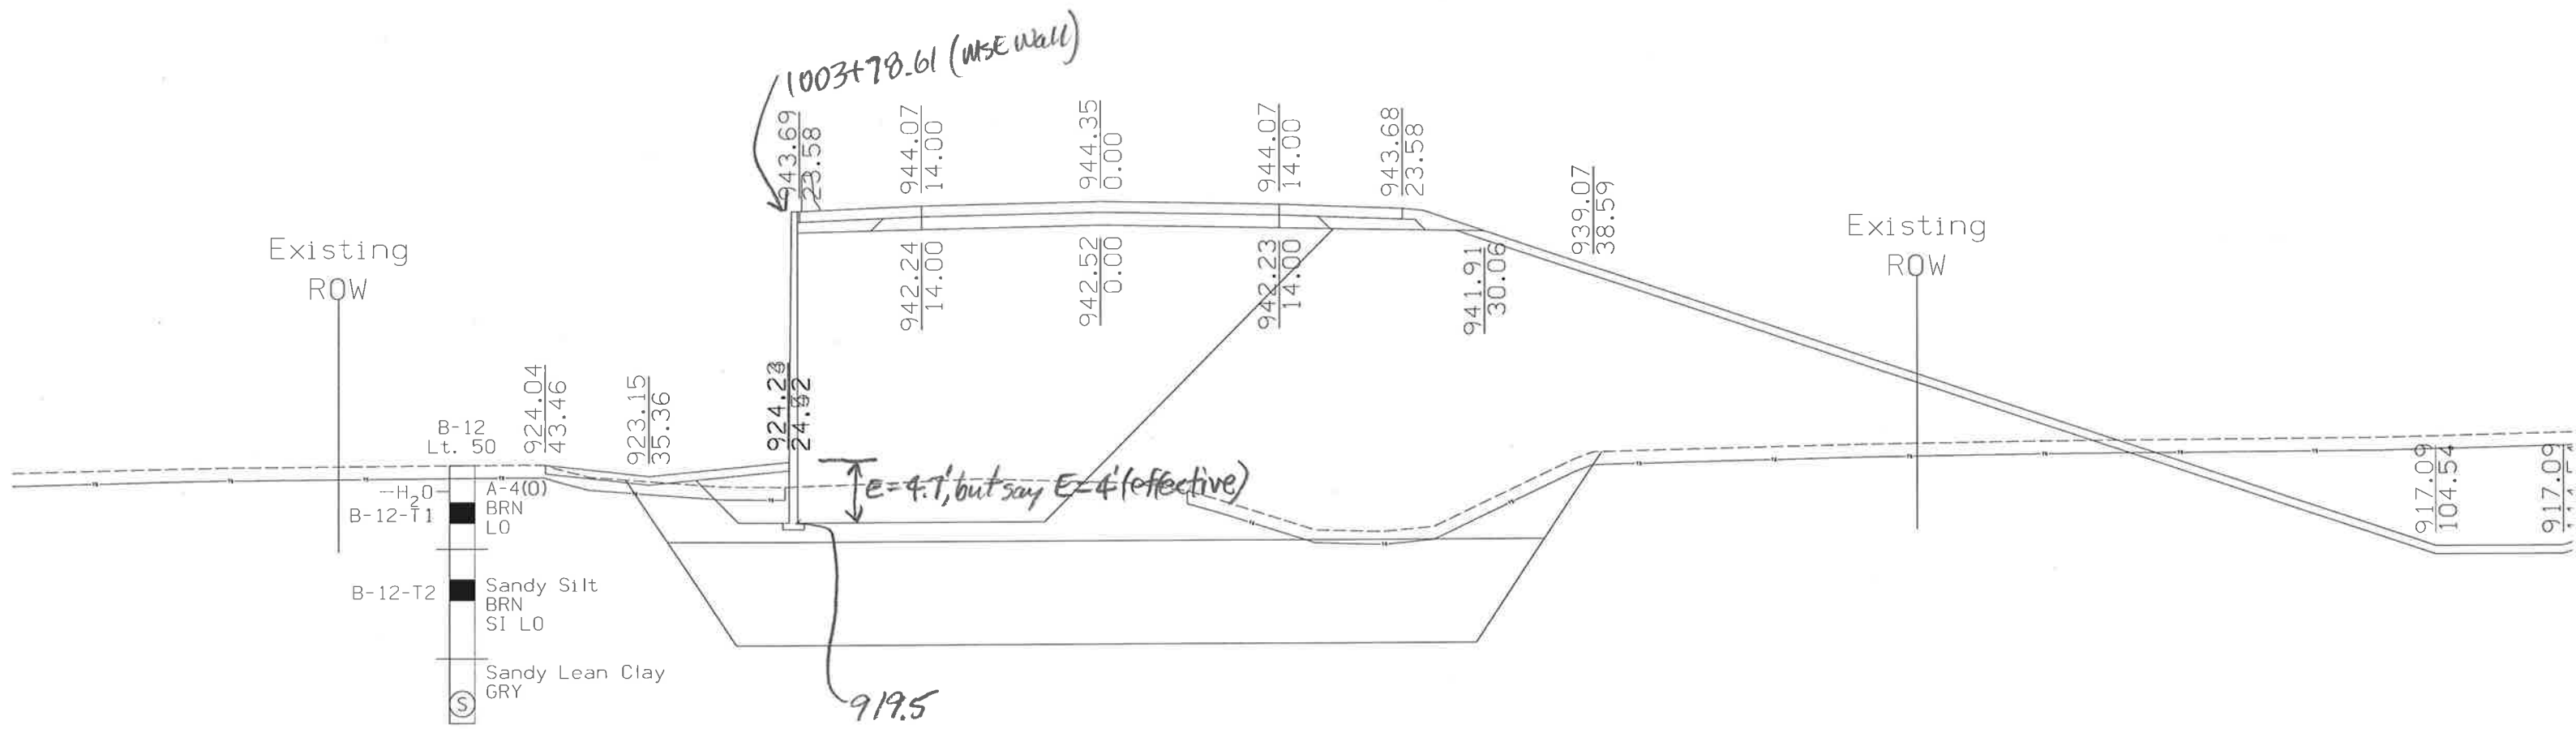 1003+78.61 (MSE Wall)
943.69
23.58
944.07
14.00
944.35
0.00
944.07
14.00
943.68
23.58
939.07
38.59
Existing
ROW
Existing
ROW
942.24
14.00
942.52
0.00
942.23
14.00
941.91
30.06
B-12
Lt. 50
924.04
43.46
923.15
35.36
924.23
E=4.7', but say E=4' (effective)
H2O
A-4(0)
BRN
LO
B-12-T1
B-12-T2
Sandy Silt
BRN
SI LO
Sandy Lean Clay
GRY
S
919.5
917.09
104.54
917.09